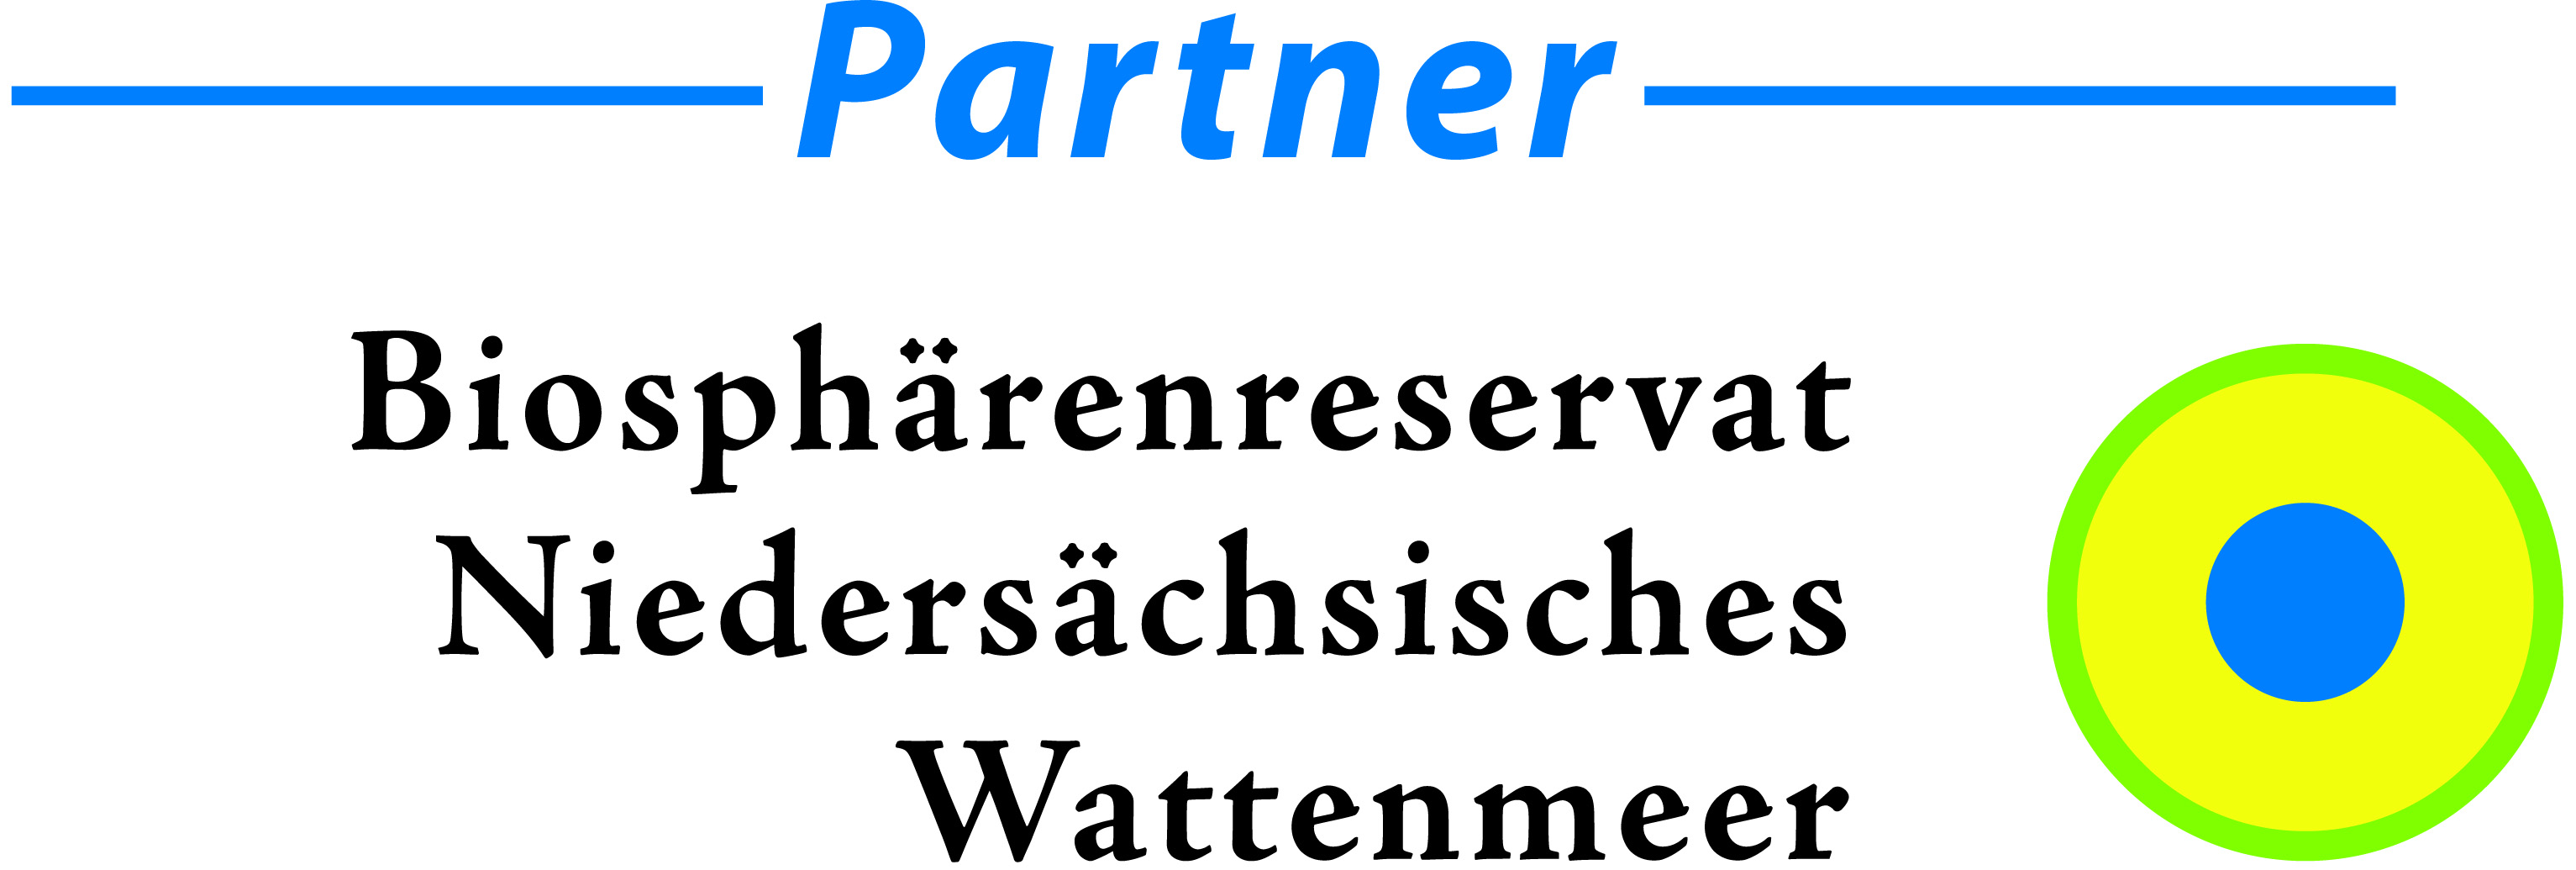 Partner
Biosphärenreservat
Niedersächsisches
Wattenmeer